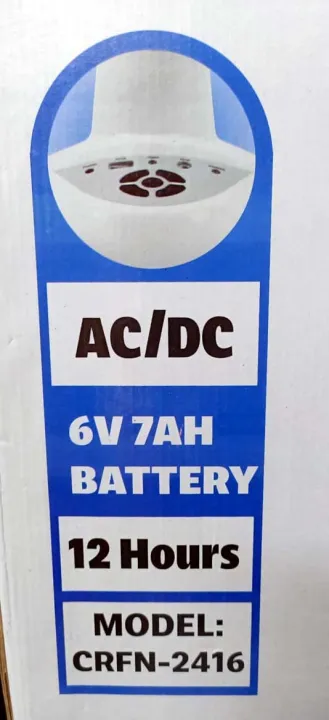 AC/DC
6V 7AH
BATTERY
12 Hours
MODEL:
CRFN-2416